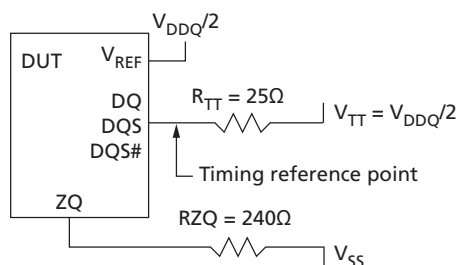 VDDQ/2
DUT
VREF
DQ
DQS
DQS#
RTT = 25Ω
VTT = VDDQ/2
Timing reference point
ZQ
RZQ = 240Ω
VSS